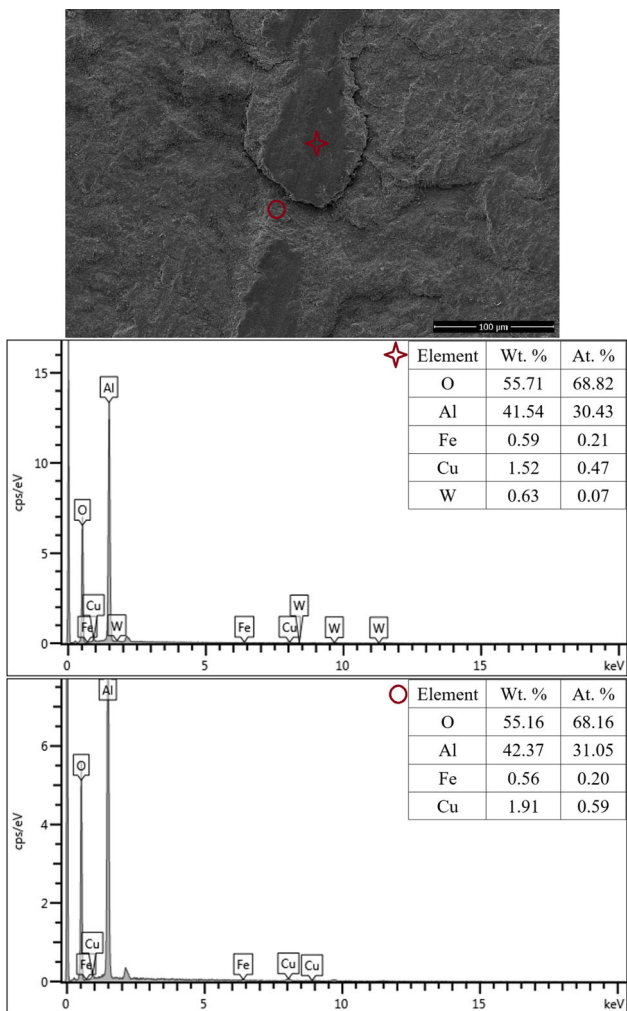 100 µm
Element Wt. % At. %
O 55.71 68.82
Al 41.54 30.43
Fe 0.59 0.21
Cu 1.52 0.47
W 0.63 0.07
cps/eV
15
10
5
0
Al
O
Cu
Fe
W
Fe
Cu
W
W
W
0 5 10 15 keV
Element Wt. % At. %
O 55.16 68.16
Al 42.37 31.05
Fe 0.56 0.20
Cu 1.91 0.59
cps/eV
6
4
2
0
Al
O
Cu
Fe
Fe
Cu
Cu
0 5 10 15 keV